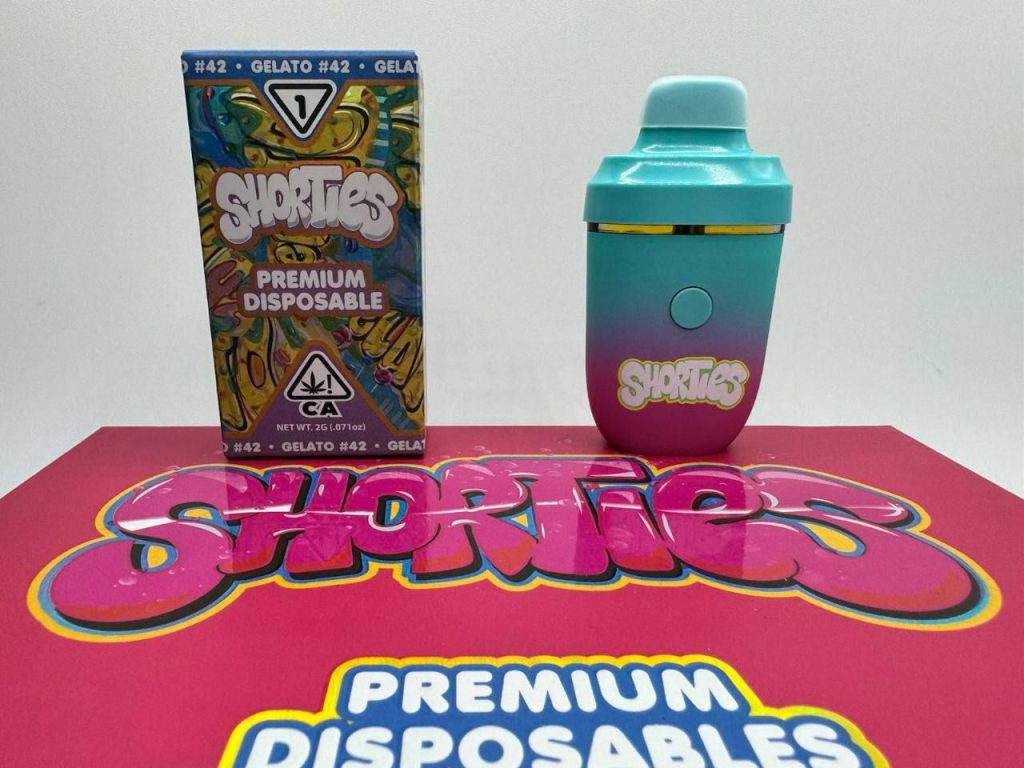 #42 • GELATO #42 • GELAT
1
SHORTIES
PREMIUM
DISPOSABLE
!
CA
NET WT. 2G (.071oz)
#42 • GELATO #42 • GELAT
SHORTIES
SHORTIES
PREMIUM
DISPOSABLES